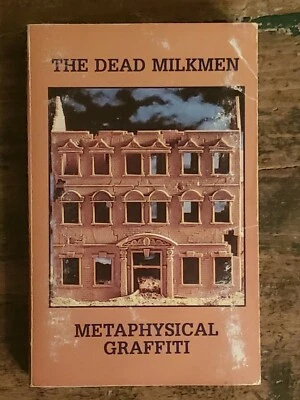 THE DEAD MILKMEN
METAPHYSICAL
GRAFFITI